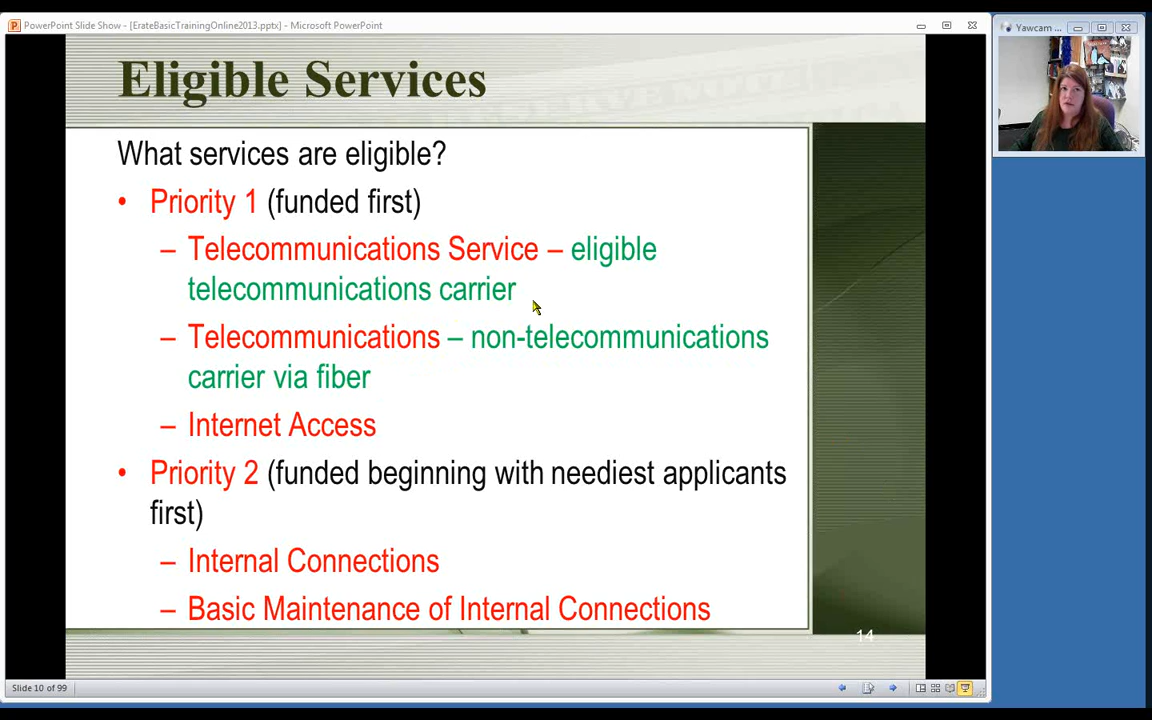 PowerPoint Slide Show - [ErateBasicTrainingOnline2013.pptx] - Microsoft PowerPoint
Yawcam ...
Eligible Services
What services are eligible?
• Priority 1 (funded first)
– Telecommunications Service – eligible
telecommunications carrier
– Telecommunications – non-telecommunications
carrier via fiber
– Internet Access
• Priority 2 (funded beginning with neediest applicants
first)
– Internal Connections
– Basic Maintenance of Internal Connections
14
Slide 10 of 99